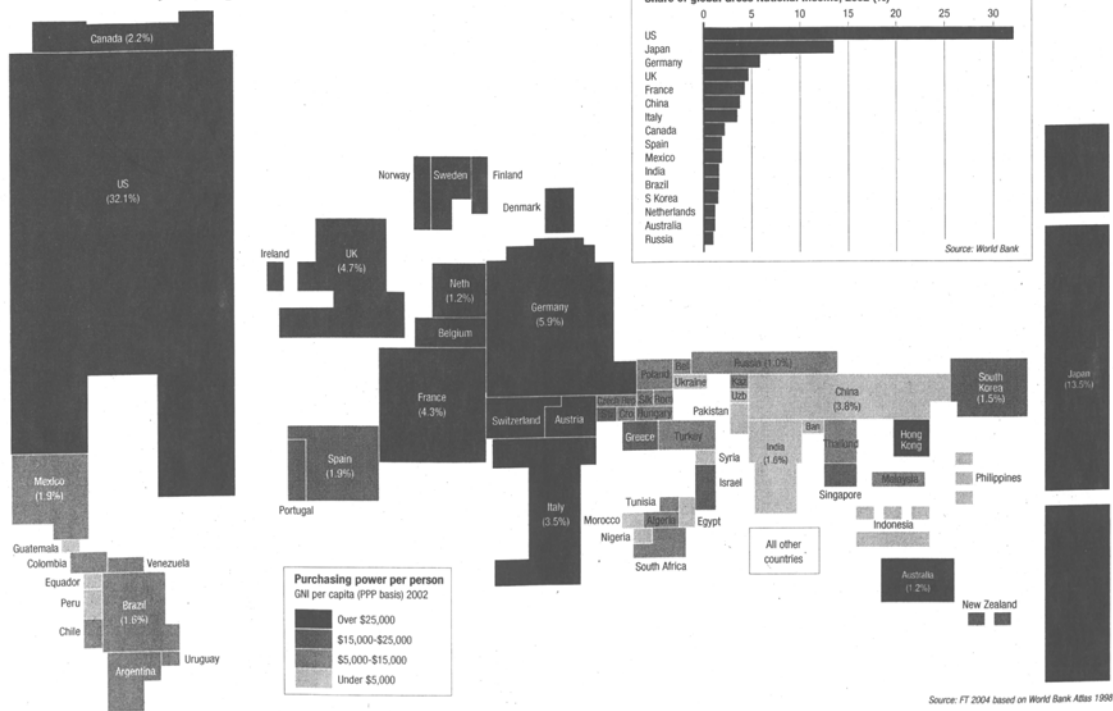 Canada (2.2%)
US
(32.1%)
Mexico
(1.9%)
Guatemala
Colombia
Venezuela
Equador
Peru
Brazil
(1.6%)
Chile
Argentina
Uruguay
Norway
Sweden
Finland
Denmark
Ireland
UK
(4.7%)
Neth
(1.2%)
Belgium
Germany
(5.9%)
France
(4.3%)
Switzerland
Austria
Spain
(1.9%)
Portugal
Italy
(3.5%)
Poland
Bel
Russia (1.0%)
Ukraine
Kaz
Uzb
Czech Rep
Slk
Rom
Cro
Hungary
Pakistan
China
(3.8%)
South
Korea
(1.5%)
Japan
(13.5%)
Greece
Turkey
Syria
Israel
India
(1.6%)
Ban
Thailand
Hong
Kong
Singapore
Malaysia
Philippines
Indonesia
Tunisia
Morocco
Algeria
Egypt
Nigeria
South Africa
All other
countries
Australia
(1.2%)
New Zealand
Purchasing power per person
GNI per capita (PPP basis) 2002
Over $25,000
$15,000-$25,000
$5,000-$15,000
Under $5,000
Share of global Gross National Income, 2002 (%)
0 5 10 15 20 25 30
US
Japan
Germany
UK
France
China
Italy
Canada
Spain
Mexico
India
Brazil
S Korea
Netherlands
Australia
Russia
Source: World Bank
Source: FT 2004 based on World Bank Atlas 1998